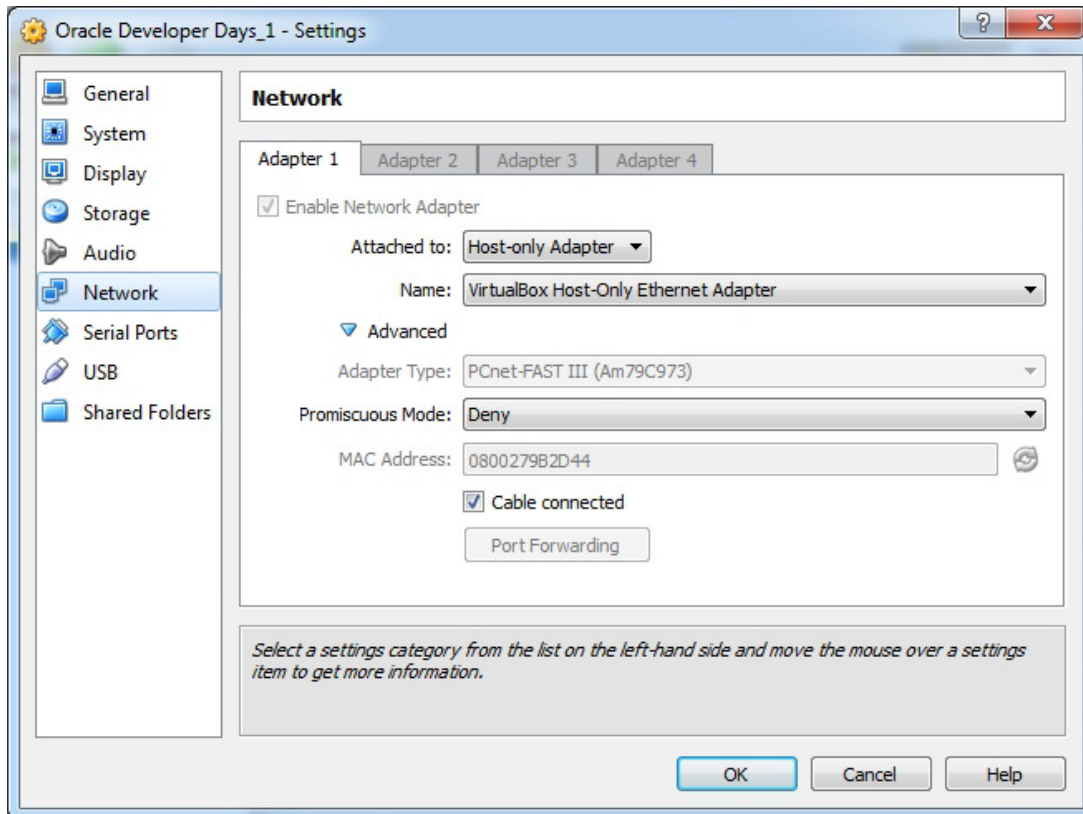 Oracle Developer Days_1 - Settings
?
X
General
System
Display
Storage
Audio
Network
Serial Ports
USB
Shared Folders
Network
Adapter 1 Adapter 2 Adapter 3 Adapter 4
Enable Network Adapter
Attached to: Host-only Adapter
Name: VirtualBox Host-Only Ethernet Adapter
Advanced
Adapter Type: PCnet-FAST III (Am79C973)
Promiscuous Mode: Deny
MAC Address: 0800279B2D44
Cable connected
Port Forwarding
Select a settings category from the list on the left-hand side and move the mouse over a settings
item to get more information.
OK Cancel Help